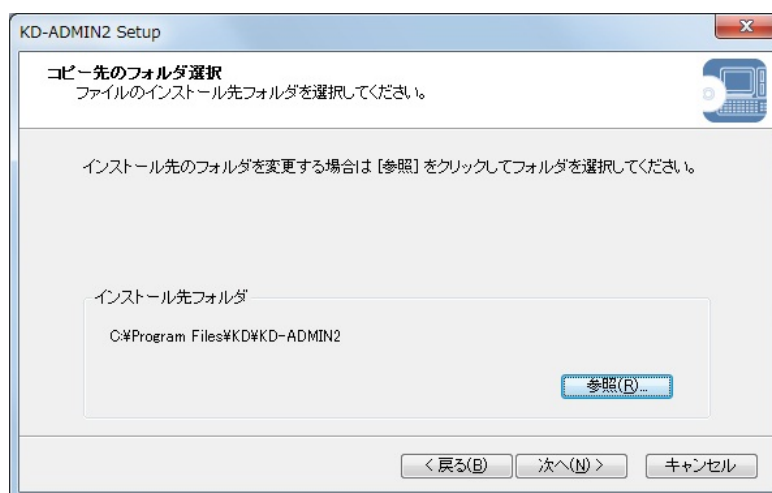 KD-ADMIN2 Setup
コピー先のフォルダ選択
ファイルのインストール先フォルダを選択してください。
インストール先のフォルダを変更する場合は [参照] をクリックしてフォルダを選択してください。
インストール先フォルダ
C:¥Program Files¥KD¥KD-ADMIN2
参照(R)...
< 戻る(B)
次へ(N) >
キャンセル